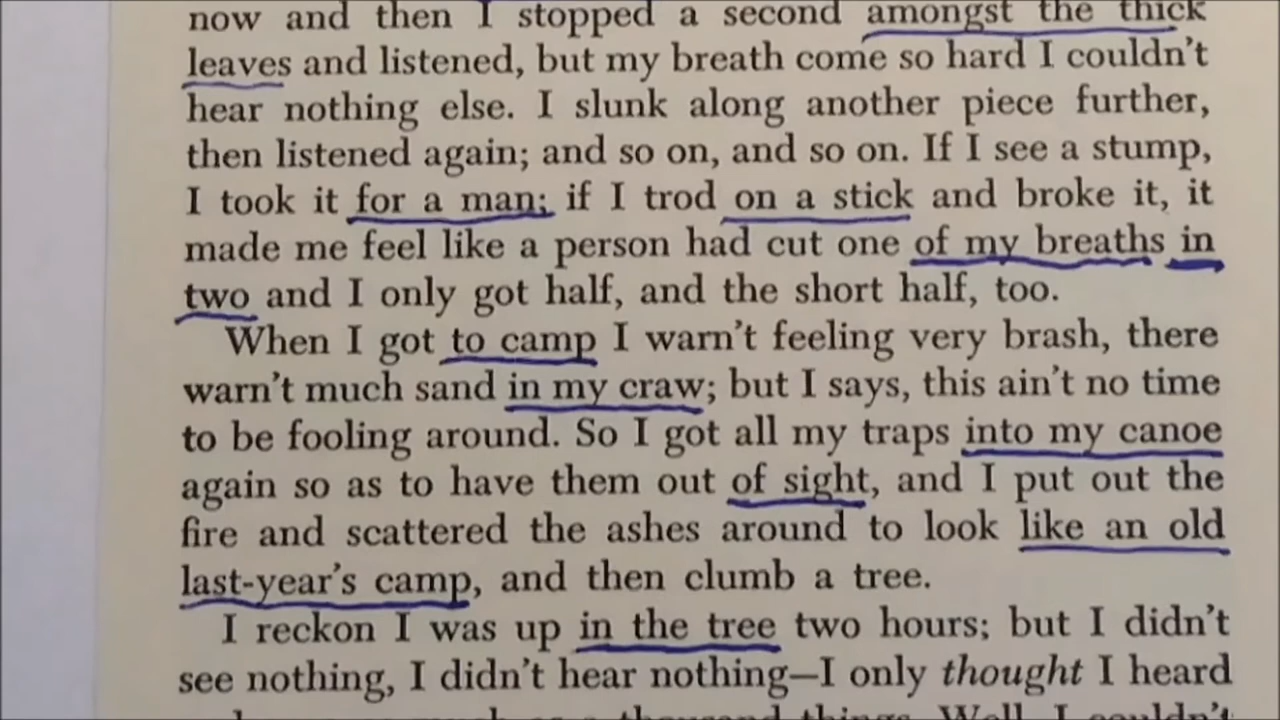 now and then I stopped a second amongst the thick
leaves and listened, but my breath come so hard I couldn't
hear nothing else. I slunk along another piece further,
then listened again; and so on, and so on. If I see a stump,
I took it for a man; if I trod on a stick and broke it, it
made me feel like a person had cut one of my breaths in
two and I only got half, and the short half, too.
When I got to camp I warn't feeling very brash, there
warn't much sand in my craw; but I says, this ain't no time
to be fooling around. So I got all my traps into my canoe
again so as to have them out of sight, and I put out the
fire and scattered the ashes around to look like an old
last-year's camp, and then clumb a tree.
I reckon I was up in the tree two hours; but I didn't
see nothing, I didn't hear nothing—I only thought I heard
thousand things. Well, I couldn't